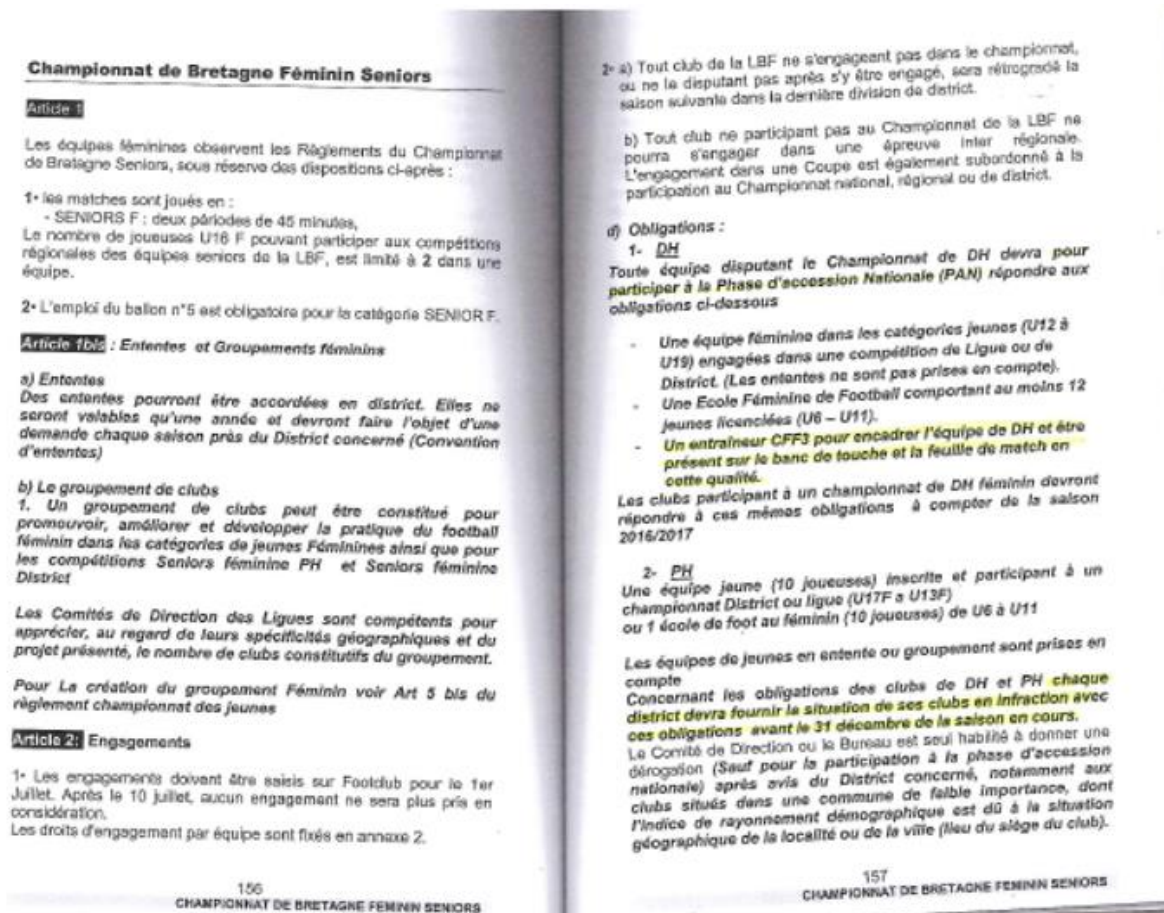 Championnat de Bretagne Féminin Seniors
Article 1
Les équipes féminines observent les Règlements du Championnat
de Bretagne Seniors, sous réserve des dispositions ci-après :
1• les matches sont joués en :
- SENIORS F : deux périodes de 45 minutes,
Le nombre de joueuses U16 F pouvant participer aux compétitions
régionales des équipes seniors de la LBF, est limité à 2 dans une
équipe.
2• L'emploi du ballon n°5 est obligatoire pour la catégorie SENIOR F.
Article 1bis : Ententes et Groupements féminins
a) Ententes
Des ententes pourront être accordées en district. Elles ne
seront valables qu'une année et devront faire l'objet d'une
demande chaque saison près du District concerné (Convention
d'ententes)
b) Le groupement de clubs
1. Un groupement de clubs peut être constitué pour
promouvoir, améliorer et développer la pratique du football
féminin dans les catégories de jeunes Féminines ainsi que pour
les compétitions Seniors féminine PH et Seniors féminine
District
Les Comités de Direction des Ligues sont compétents pour
apprécier, au regard de leurs spécificités géographiques et du
projet présenté, le nombre de clubs constitutifs du groupement.
Pour La création du groupement Féminin voir Art 5 bis du
règlement championnat des jeunes
Article 2: Engagements
1• Les engagements doivent être saisis sur Footclub pour le 1er
Juillet. Après le 10 juillet, aucun engagement ne sera plus pris en
considération.
Les droits d'engagement par équipe sont fixés en annexe 2.
156
CHAMPIONNAT DE BRETAGNE FEMININ SENIORS
2• a) Tout club de la LBF ne s'engageant pas dans le championnat,
ou ne le disputant pas après s'y être engagé, sera rétrogradé la
saison suivante dans la dernière division de district.
b) Tout club ne participant pas au Championnat de la LBF ne
pourra s'engager dans une épreuve inter régionale.
L'engagement dans une Coupe est également subordonné à la
participation au Championnat national, régional ou de district.
d) Obligations :
1- DH
Toute équipe disputant le Championnat de DH devra pour
participer à la Phase d'accession Nationale (PAN) répondre aux
obligations ci-dessous
- Une équipe féminine dans les catégories jeunes (U12 à
U19) engagées dans une compétition de Ligue ou de
District. (Les ententes ne sont pas prises en compte).
- Une Ecole Féminine de Football comportant au moins 12
jeunes licenciées (U6 – U11).
- Un entraîneur CFF3 pour encadrer l'équipe de DH et être
présent sur le banc de touche et la feuille de match en
cette qualité.
Les clubs participant à un championnat de DH féminin devront
répondre à ces mêmes obligations à compter de la saison
2016/2017
2- PH
Une équipe jeune (10 joueuses) inscrite et participant à un
championnat District ou ligue (U17F a U13F)
ou 1 école de foot au féminin (10 joueuses) de U6 à U11
Les équipes de jeunes en entente ou groupement sont prises en
compte
Concernant les obligations des clubs de DH et PH chaque
district devra fournir la situation de ses clubs en infraction avec
ces obligations avant le 31 décembre de la saison en cours.
Le Comité de Direction ou le Bureau est seul habilité à donner une
dérogation (Sauf pour la participation à la phase d'accession
nationale) après avis du District concerné, notamment aux
clubs situés dans une commune de faible importance, dont
l'indice de rayonnement démographique est dû à la situation
géographique de la localité ou de la ville (lieu du siège du club).
157
CHAMPIONNAT DE BRETAGNE FEMININ SENIORS